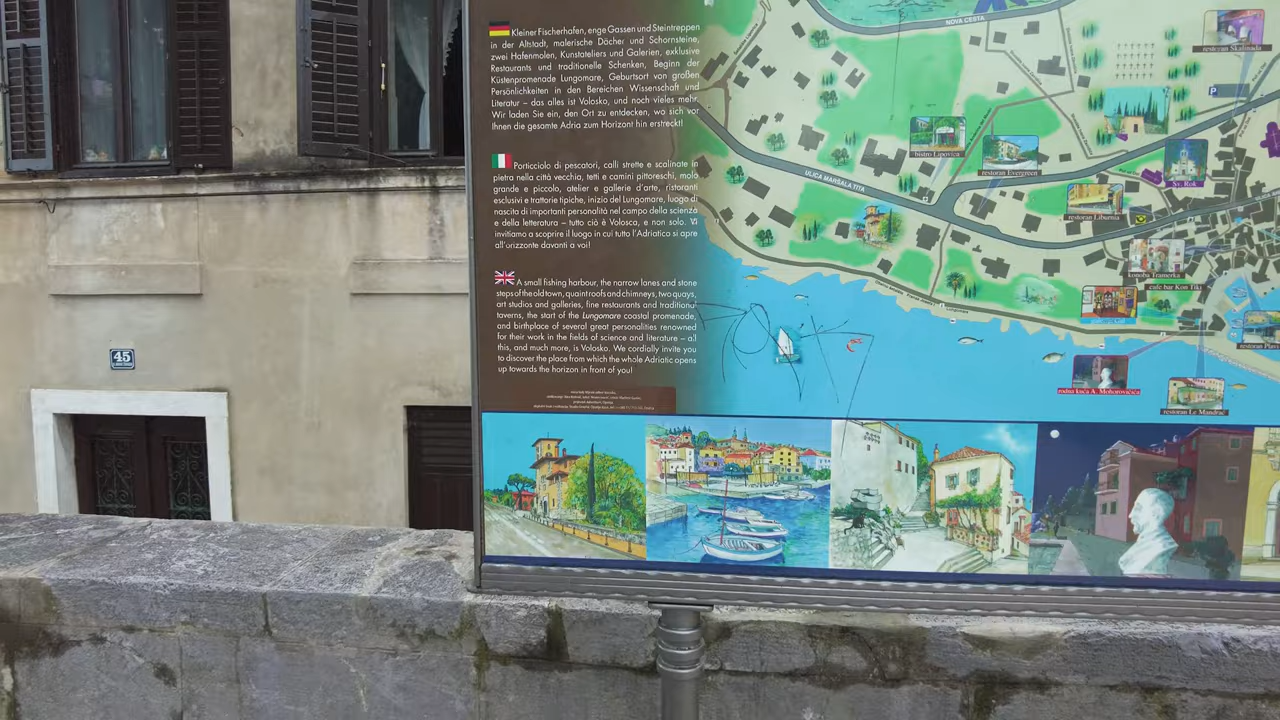 Kleiner Fischerhafen, enge Gassen und Steintreppen
in der Altstadt, malerische Dächer und Schornsteine,
zwei Hafenmolen, Kunstateliers und Galerien, exklusive
Restaurants und traditionelle Schenken, Beginn der
Küstenpromenade Lungomare, Geburtsort von großen
Persönlichkeiten in den Bereichen Wissenschaft und
Literatur – das alles ist Volosko, und noch vieles mehr.
Wir laden Sie ein, den Ort zu entdecken, wo sich vor
Ihnen die gesamte Adria zum Horizont hin erstreckt!
Porticciolo di pescatori, calli strette e scalinate in
pietra nella città vecchia, tetti e camini pittoreschi, molo
grande e piccolo, atelier e gallerie d'arte, ristoranti
esclusivi e trattorie tipiche, inizio del Lungomare, luogo di
nascita di importanti personalità nel campo della scienza
e della letteratura – tutto ciò è Volosca, e non solo. Vi
invitiamo a scoprire il luogo in cui tutto l'Adriatico si apre
all'orizzonte davanti a voi!
A small fishing harbour, the narrow lanes and stone
steps of the old town, quaint roofs and chimneys, two quays,
art studios and galleries, fine restaurants and traditional
taverns, the start of the Lungomare coastal promenade,
and birthplace of several great personalities renowned
for their work in the fields of science and literature – all
this, and much more, is Volosko. We cordially invite you
to discover the place from which the whole Adriatic opens
up towards the horizon in front of you!
45
NOVA CESTA
restoran Skalinada
P
bistro Lipovica
restoran Evergreen
Sv. Rok
ULICA MARŠALA TITA
restoran Liburnia
konoba Tramerka
cafe bar Kon Tiki
Lungomare
restoran Plavi
rodna kuća A. Mohorovičića
restoran Le Mandrać